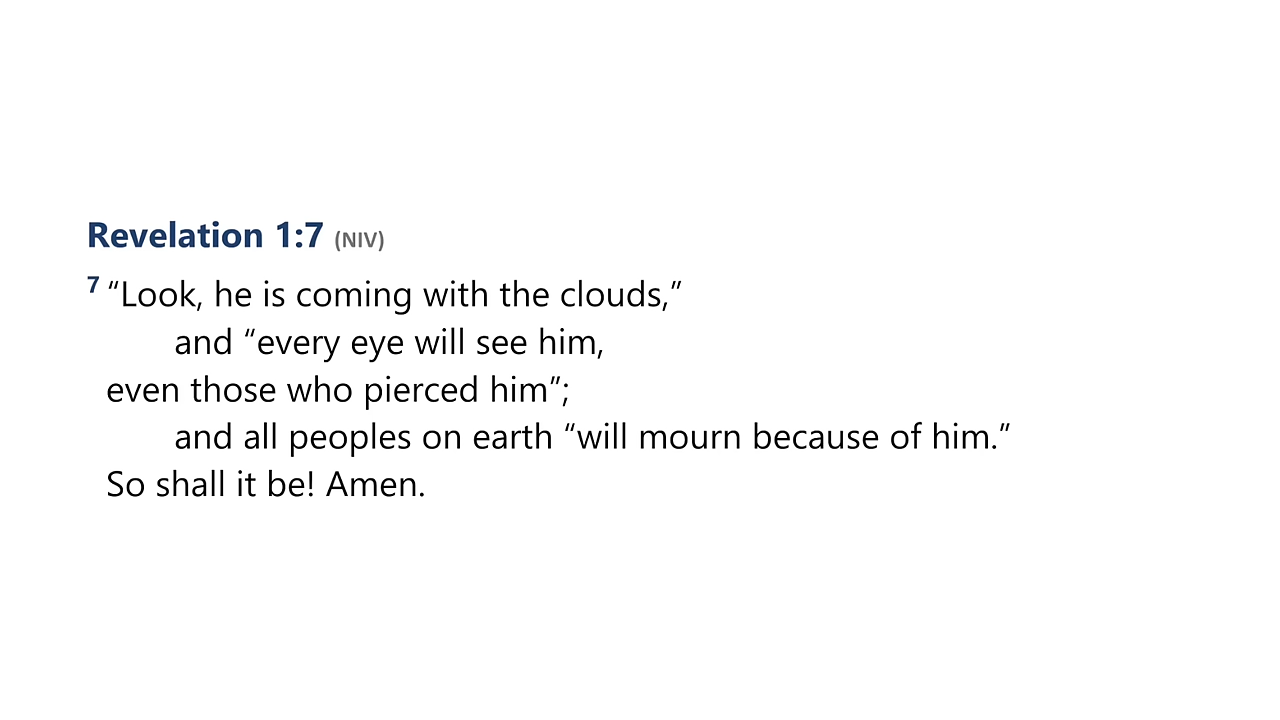 Revelation 1:7 (NIV)
7 “Look, he is coming with the clouds,”
and “every eye will see him,
even those who pierced him”;
and all peoples on earth “will mourn because of him.”
So shall it be! Amen.